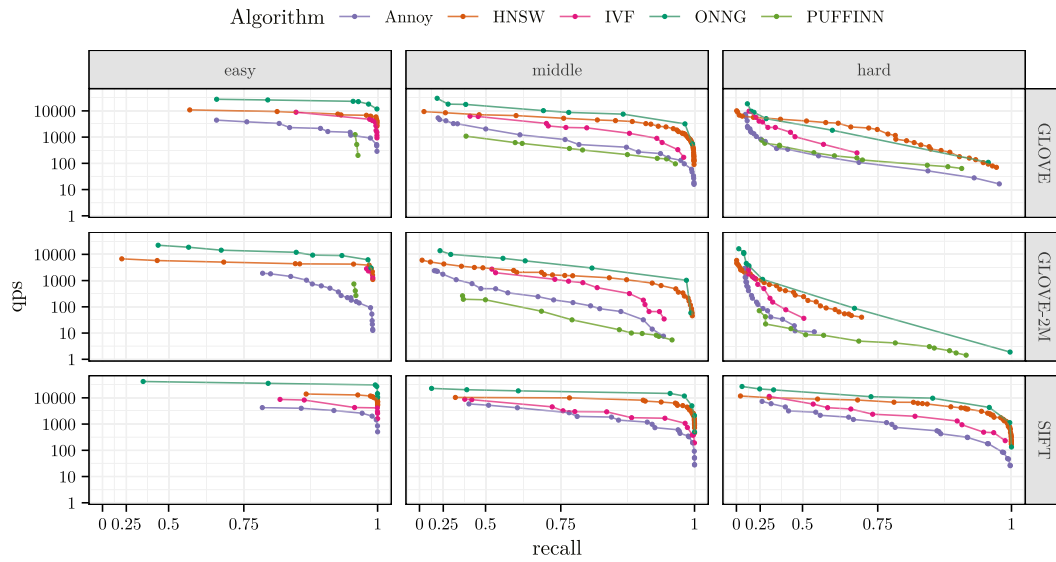 Algorithm Annoy HNSW IVF ONNG PUFFINN
easy middle hard
10000
1000
100
10
1
GLOVE
10000
1000
100
10
1
GLOVE-2M
10000
1000
100
10
1
SIFT
qps
0 0.25 0.5 0.75 1 0 0.25 0.5 0.75 1 0 0.25 0.5 0.75 1
recall